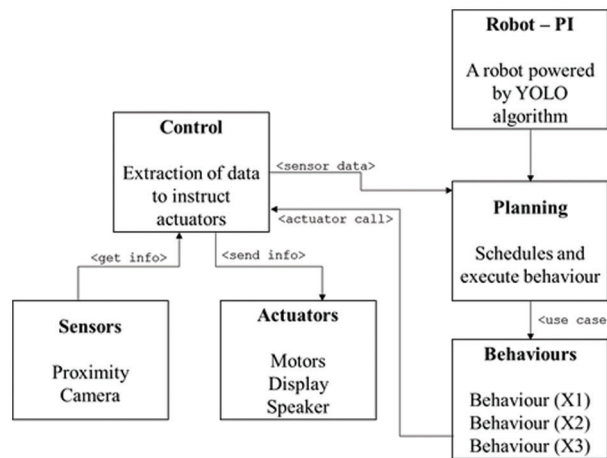 Robot – PI
A robot powered
by YOLO
algorithm
Control
Extraction of data
to instruct
actuators
<sensor data>
<actuator call>
Planning
Schedules and
execute behaviour
<get info>
<send info>
<use case>
Sensors
Proximity
Camera
Actuators
Motors
Display
Speaker
Behaviours
Behaviour (X1)
Behaviour (X2)
Behaviour (X3)